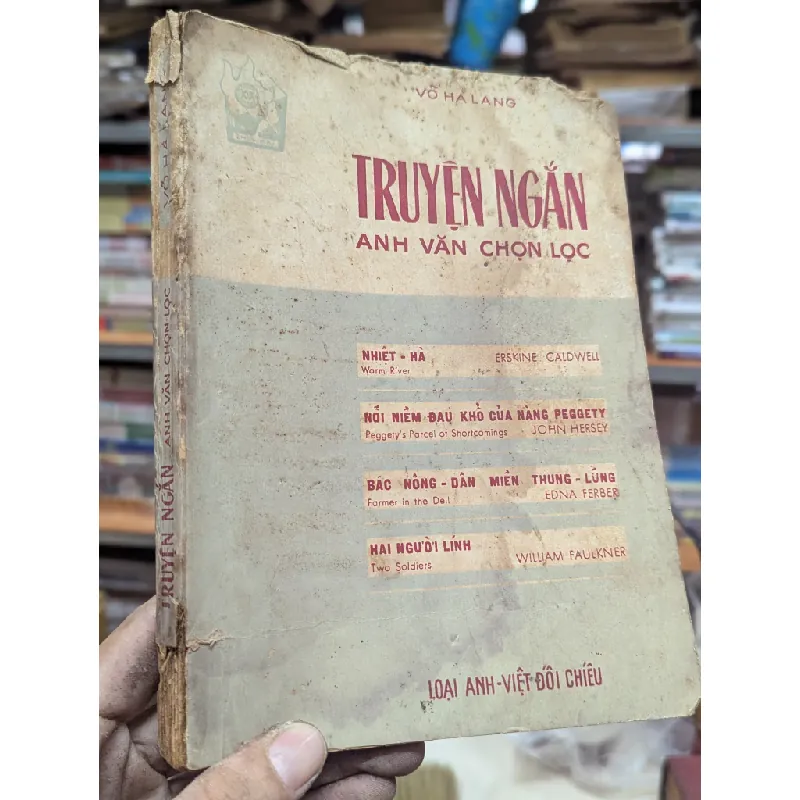 VÕ HÀ LANG
TRUYỆN NGẮN
ANH VĂN CHỌN LỌC
NHIỆT - HÀ ERSKINE CALDWELL
Warm River
NỔI NIỀM ĐAU KHỔ CỦA NÀNG PEGGETY
Peggety's Parcel of Shortcomings JOHN HERSEY
BÁC NÔNG - DÂN MIỀN THUNG - LŨNG
Farmer in the Dell EDNA FERBER
HAI NGƯỜI LÍNH
Two Soldiers WILLIAM FAULKNER
LOẠI ANH-VIỆT ĐỐI CHIẾU
TRUYỆN NGẮN ANH VĂN CHỌN LỌC VÕ HÀ LANG